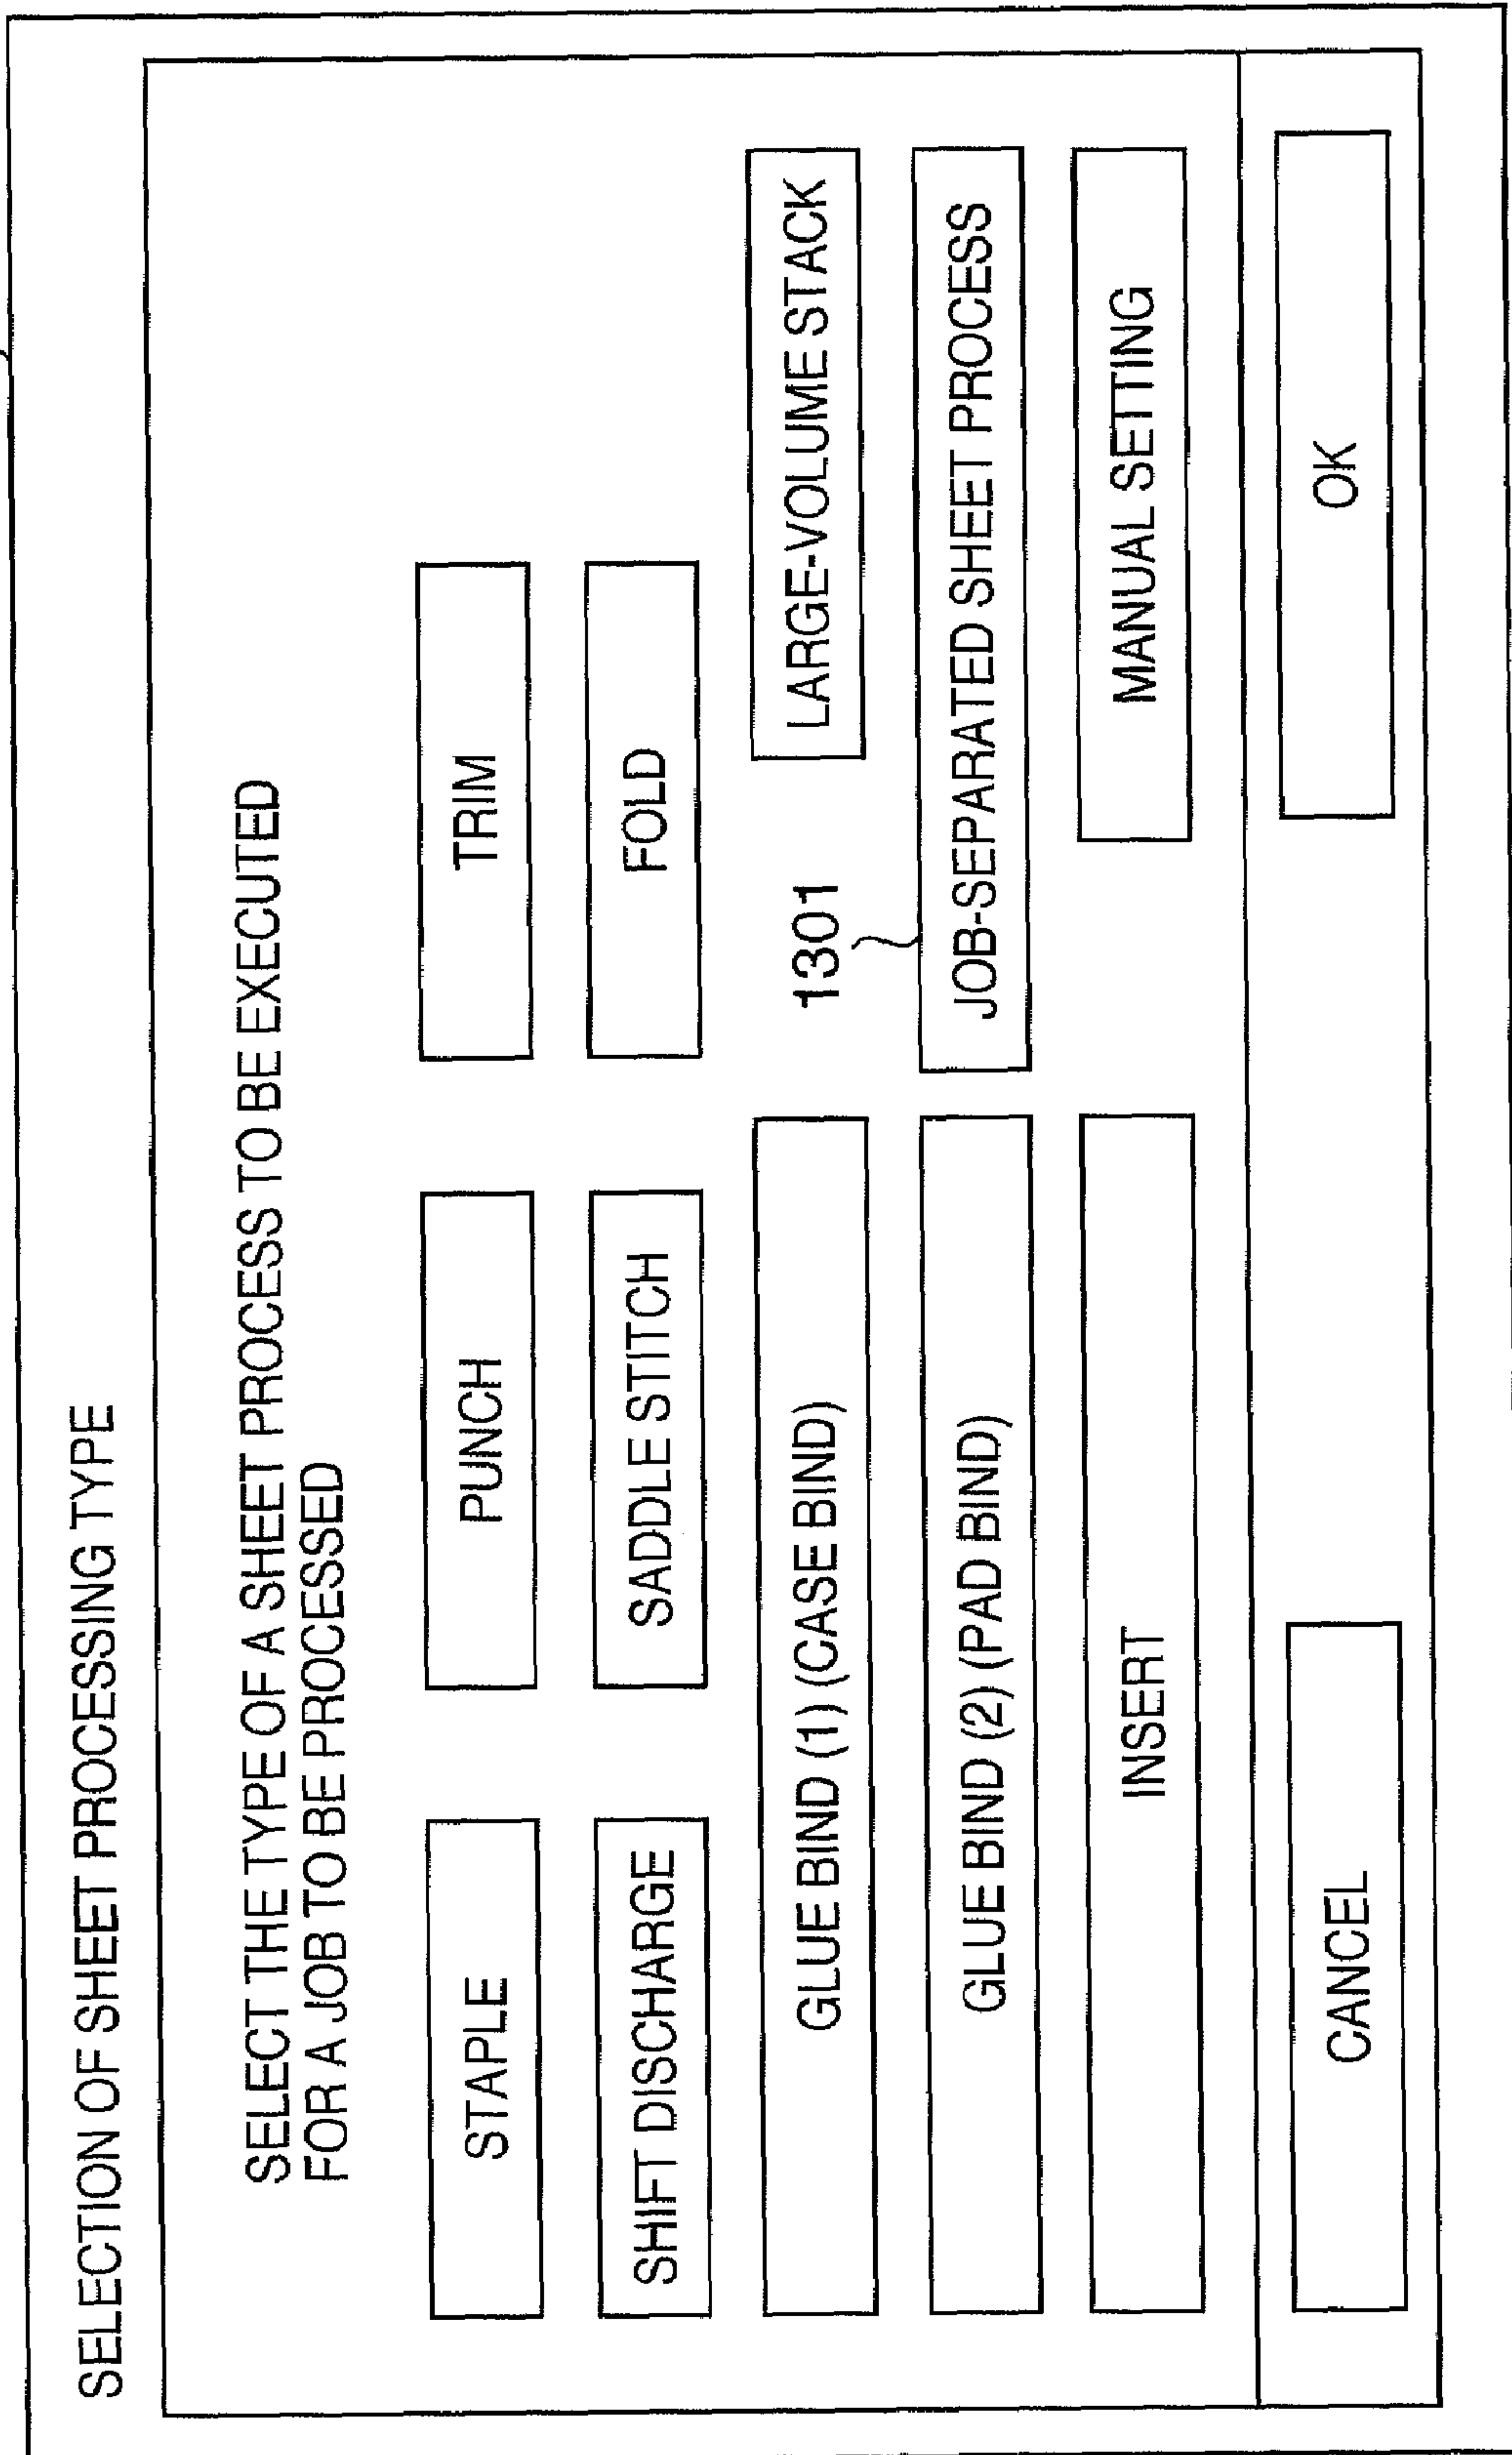 SELECTION OF SHEET PROCESSING TYPE
SELECT THE TYPE OF A SHEET PROCESS TO BE EXECUTED
FOR A JOB TO BE PROCESSED
STAPLE
PUNCH
TRIM
SHIFT DISCHARGE
SADDLE STITCH
FOLD
GLUE BIND (1) (CASE BIND)
LARGE-VOLUME STACK
1301
GLUE BIND (2) (PAD BIND)
JOB-SEPARATED SHEET PROCESS
INSERT
MANUAL SETTING
CANCEL
OK